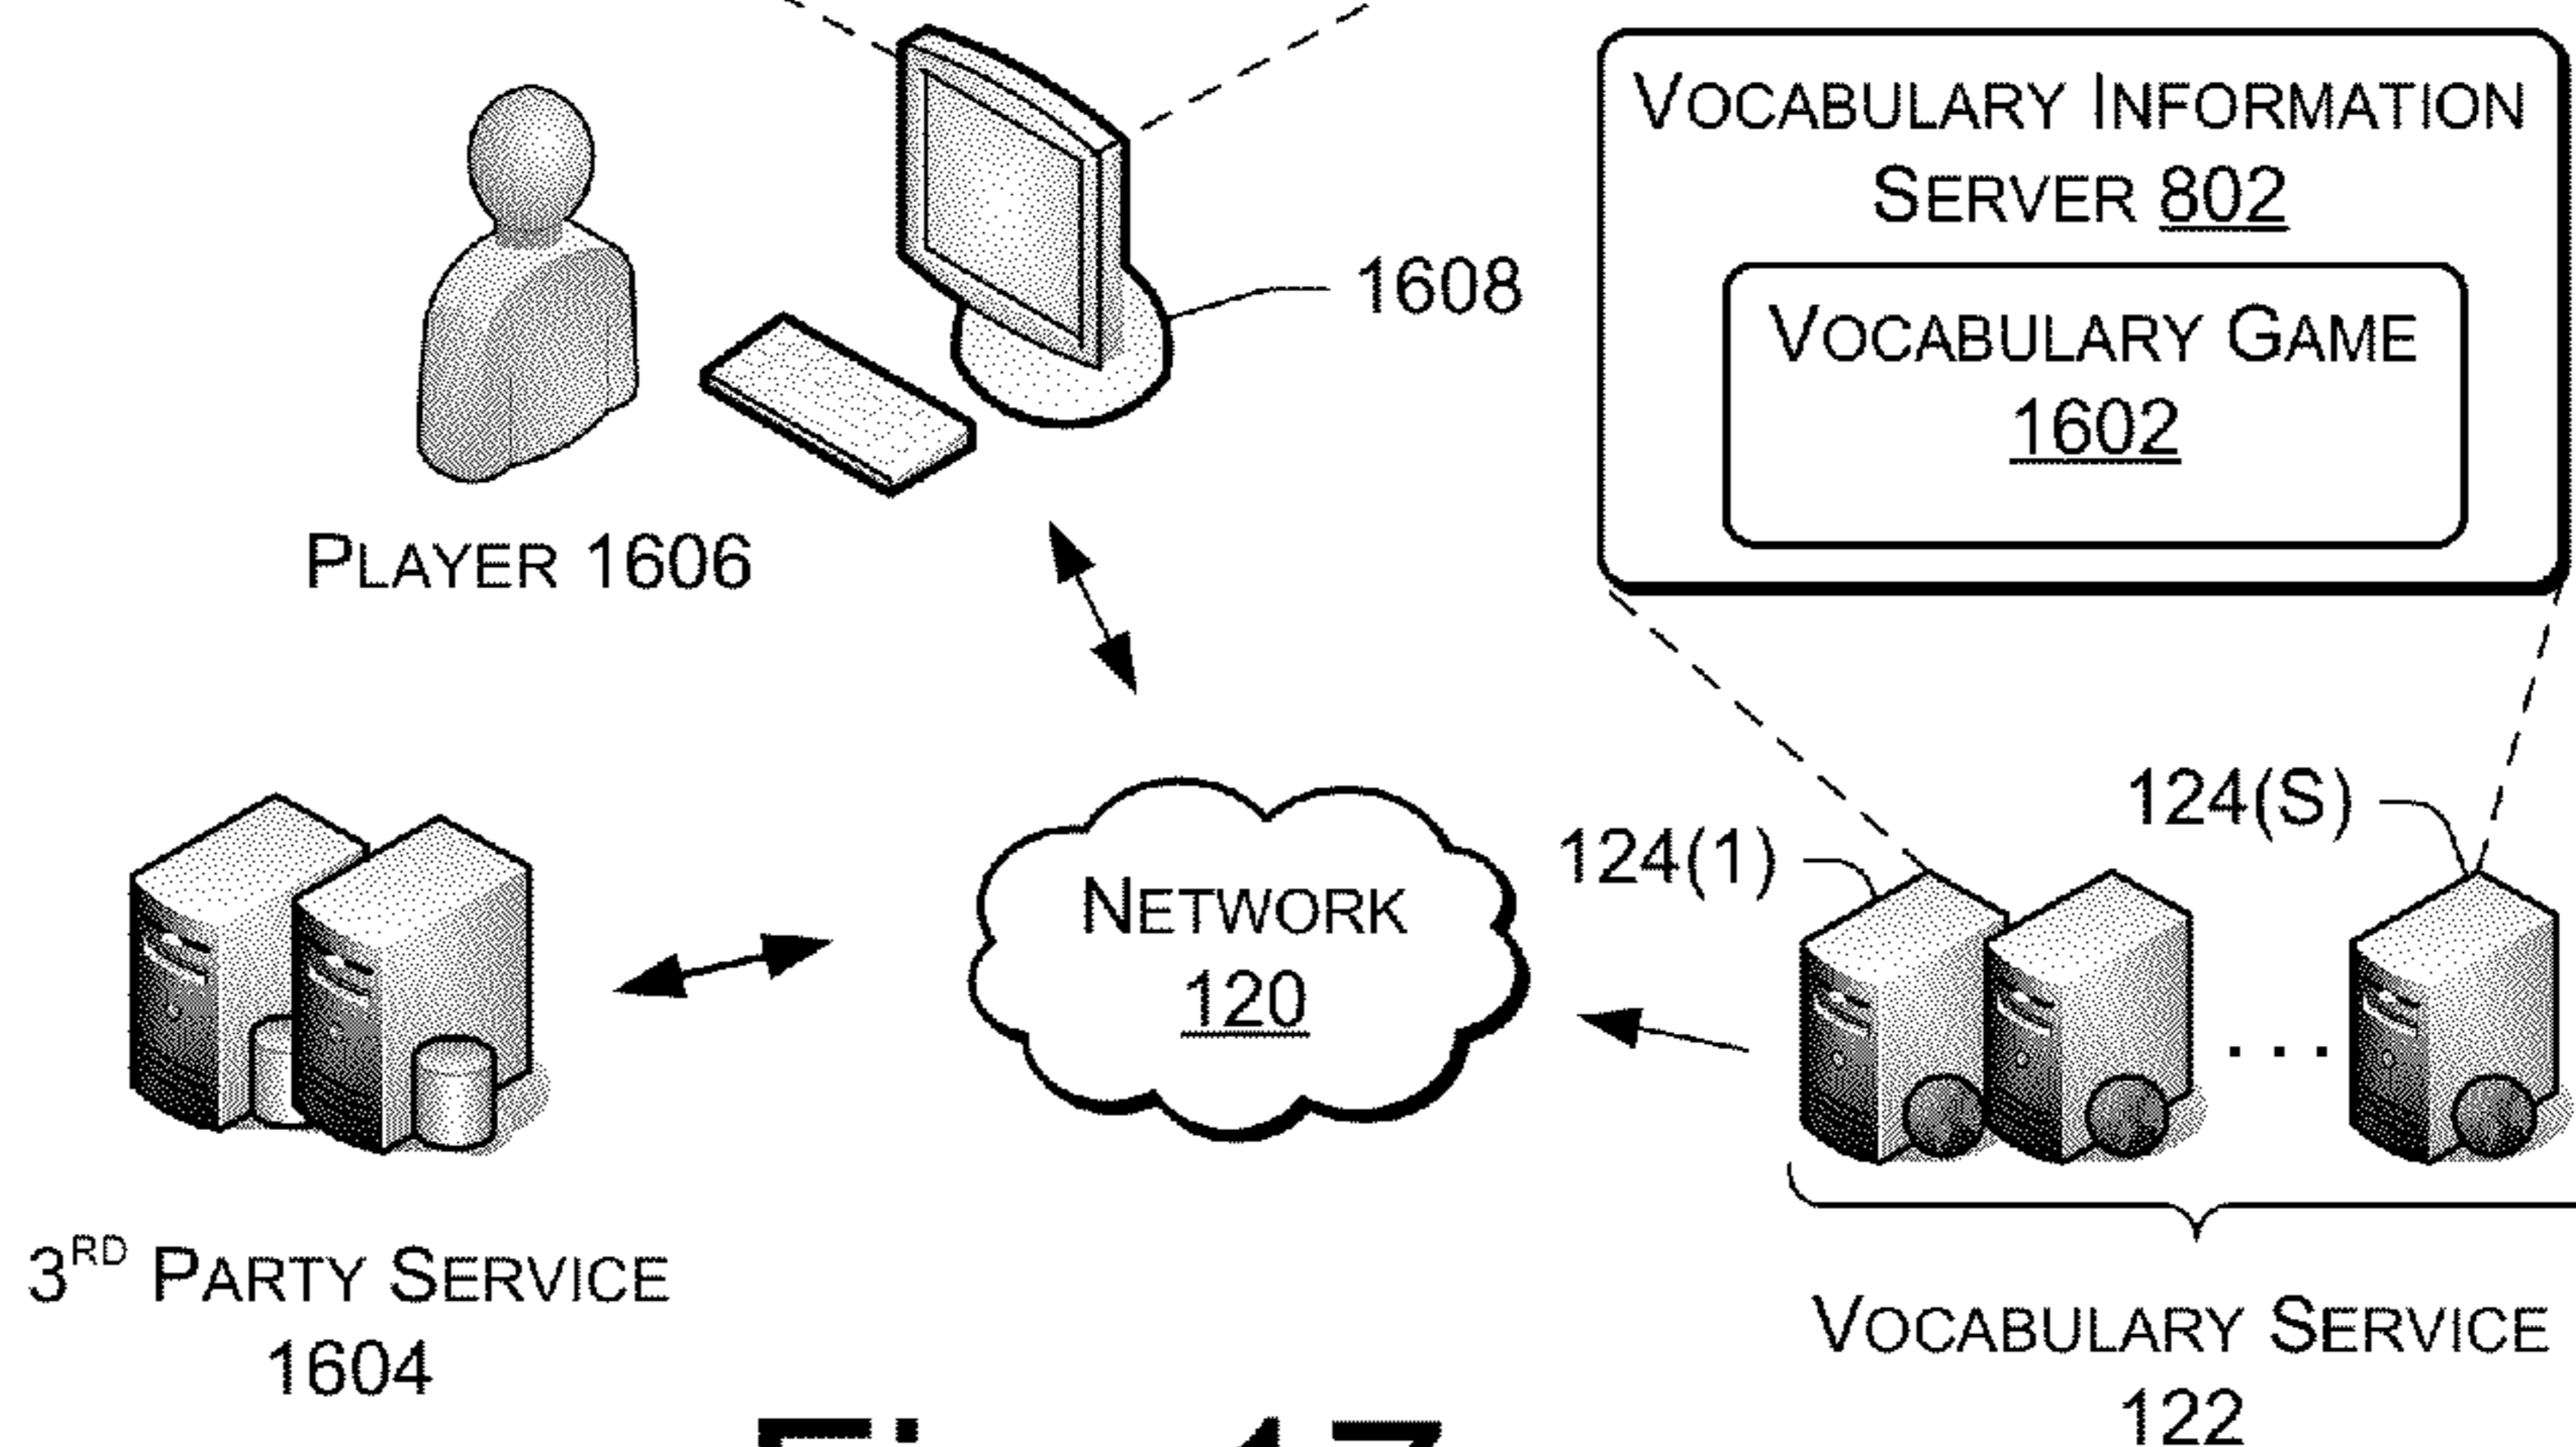 VOCABULARY INFORMATION
SERVER 802
VOCABULARY GAME
1602
1608
PLAYER 1606
124(S)
124(1)
NETWORK
120
3RD PARTY SERVICE
1604
VOCABULARY SERVICE
122